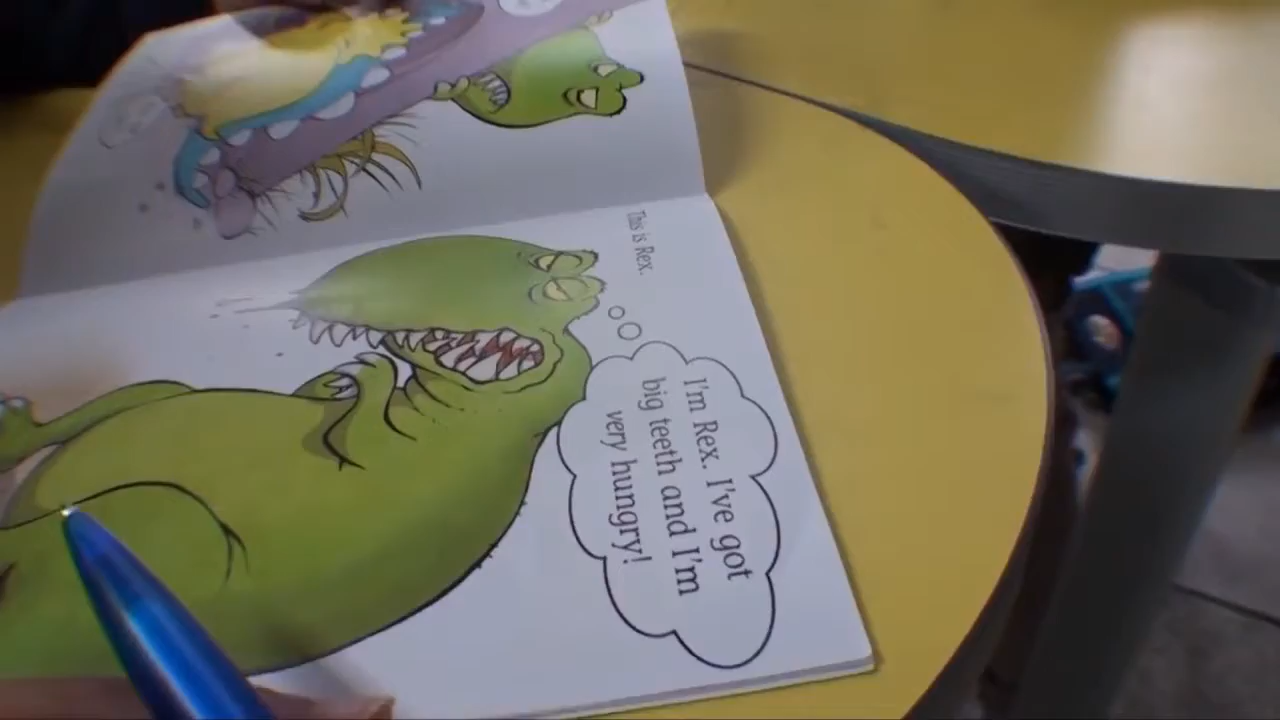 This is Rex.
I'm Rex. I've got
big teeth and I'm
very hungry!